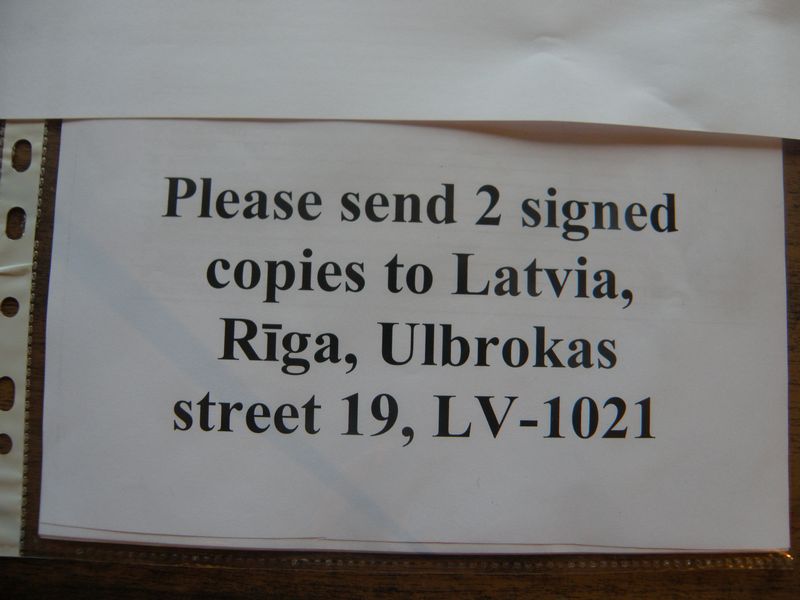 Please send 2 signed
copies to Latvia,
Rīga, Ulbrokas
street 19, LV-1021